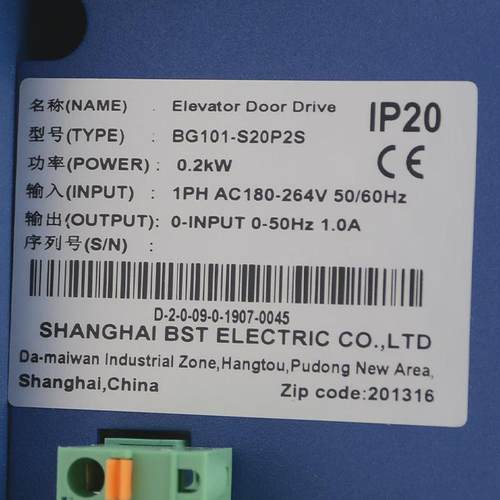 名称(NAME) : Elevator Door Drive
型号(TYPE) : BG101-S20P2S
IP20
CE
功率(POWER) : 0.2kW
输入(INPUT) : 1PH AC180-264V 50/60Hz
输出(OUTPUT): 0-INPUT 0-50Hz 1.0A
序列号(S/N) :
D-2-0-09-0-1907-0045
SHANGHAI BST ELECTRIC CO.,LTD
Da-maiwan Industrial Zone,Hangtou,Pudong New Area,
Shanghai,China Zip code:201316